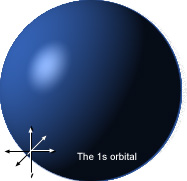 The 1s orbital